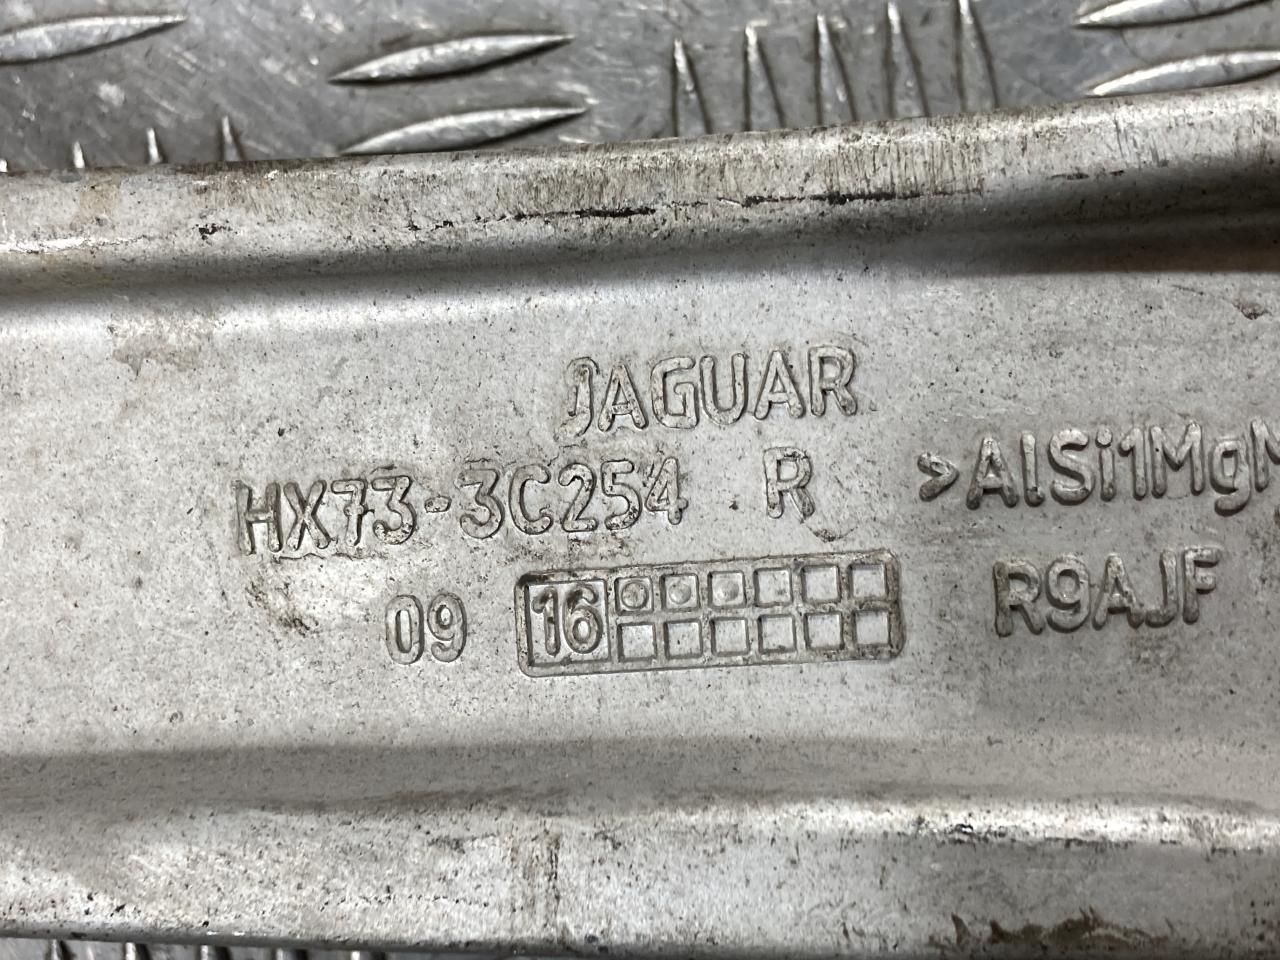 JAGUAR
HX73-3C254 R
>AlSi1MgM
09 16
R9AJF